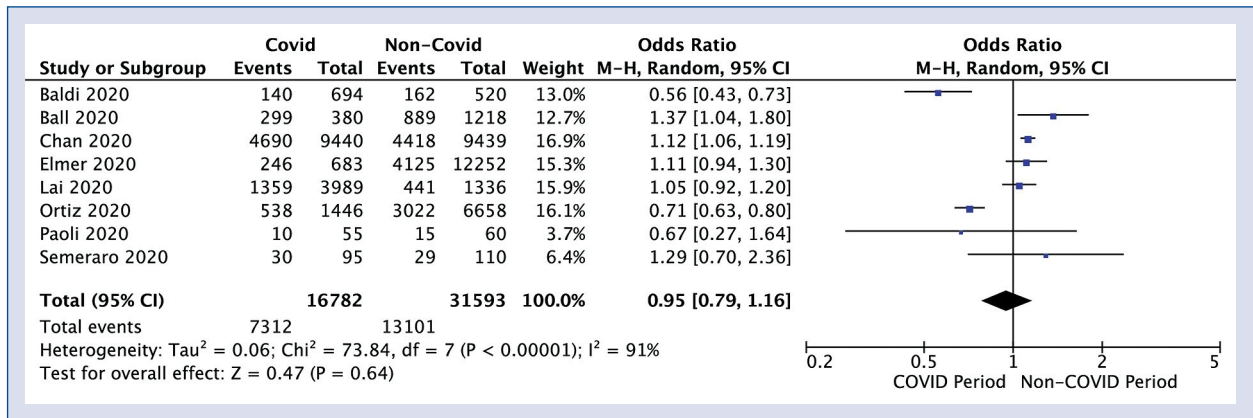 Covid Non-Covid Odds Ratio Odds Ratio
Study or Subgroup Events Total Events Total Weight M-H, Random, 95% CI M-H, Random, 95% CI
Baldi 2020 140 694 162 520 13.0% 0.56 [0.43, 0.73]
Ball 2020 299 380 889 1218 12.7% 1.37 [1.04, 1.80]
Chan 2020 4690 9440 4418 9439 16.9% 1.12 [1.06, 1.19]
Elmer 2020 246 683 4125 12252 15.3% 1.11 [0.94, 1.30]
Lai 2020 1359 3989 441 1336 15.9% 1.05 [0.92, 1.20]
Ortiz 2020 538 1446 3022 6658 16.1% 0.71 [0.63, 0.80]
Paoli 2020 10 55 15 60 3.7% 0.67 [0.27, 1.64]
Semeraro 2020 30 95 29 110 6.4% 1.29 [0.70, 2.36]
Total (95% CI) 16782 31593 100.0% 0.95 [0.79, 1.16]
Total events 7312 13101
Heterogeneity: Tau² = 0.06; Chi² = 73.84, df = 7 (P < 0.00001); I² = 91%
Test for overall effect: Z = 0.47 (P = 0.64)
0.2 0.5 1 2 5
COVID Period Non-COVID Period